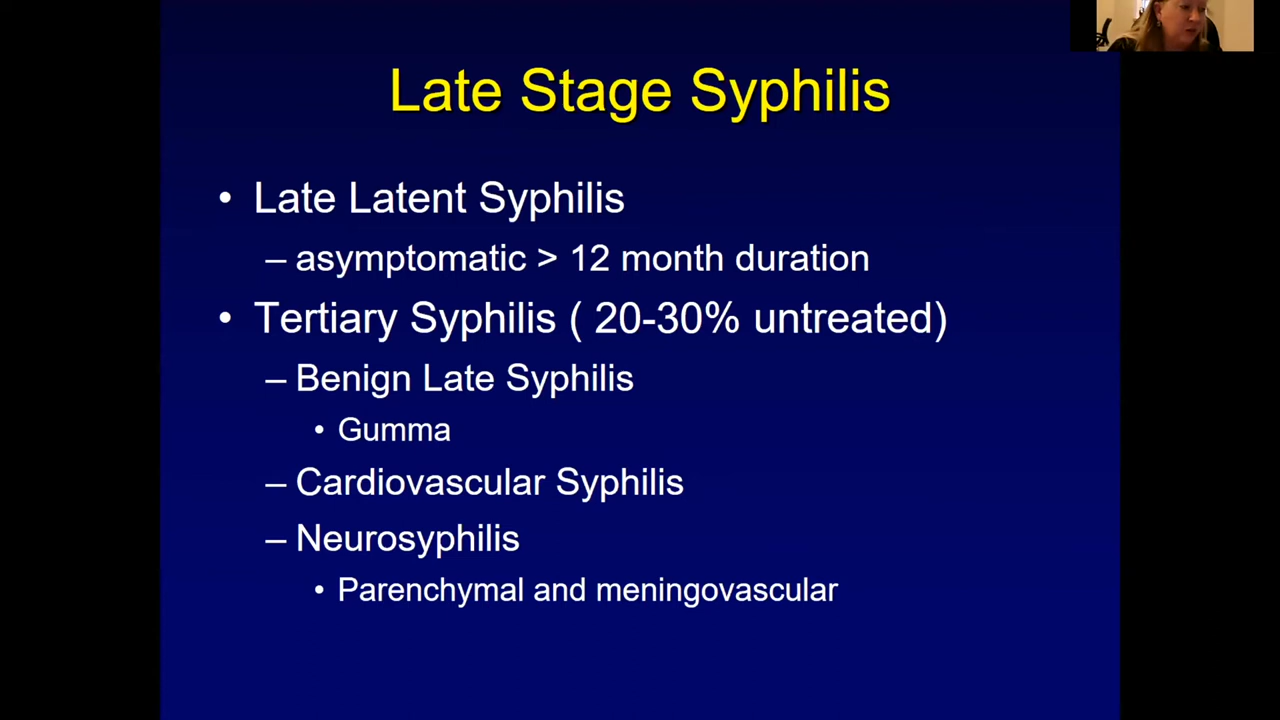 Late Stage Syphilis
• Late Latent Syphilis
– asymptomatic > 12 month duration
• Tertiary Syphilis ( 20-30% untreated)
– Benign Late Syphilis
• Gumma
– Cardiovascular Syphilis
– Neurosyphilis
• Parenchymal and meningovascular